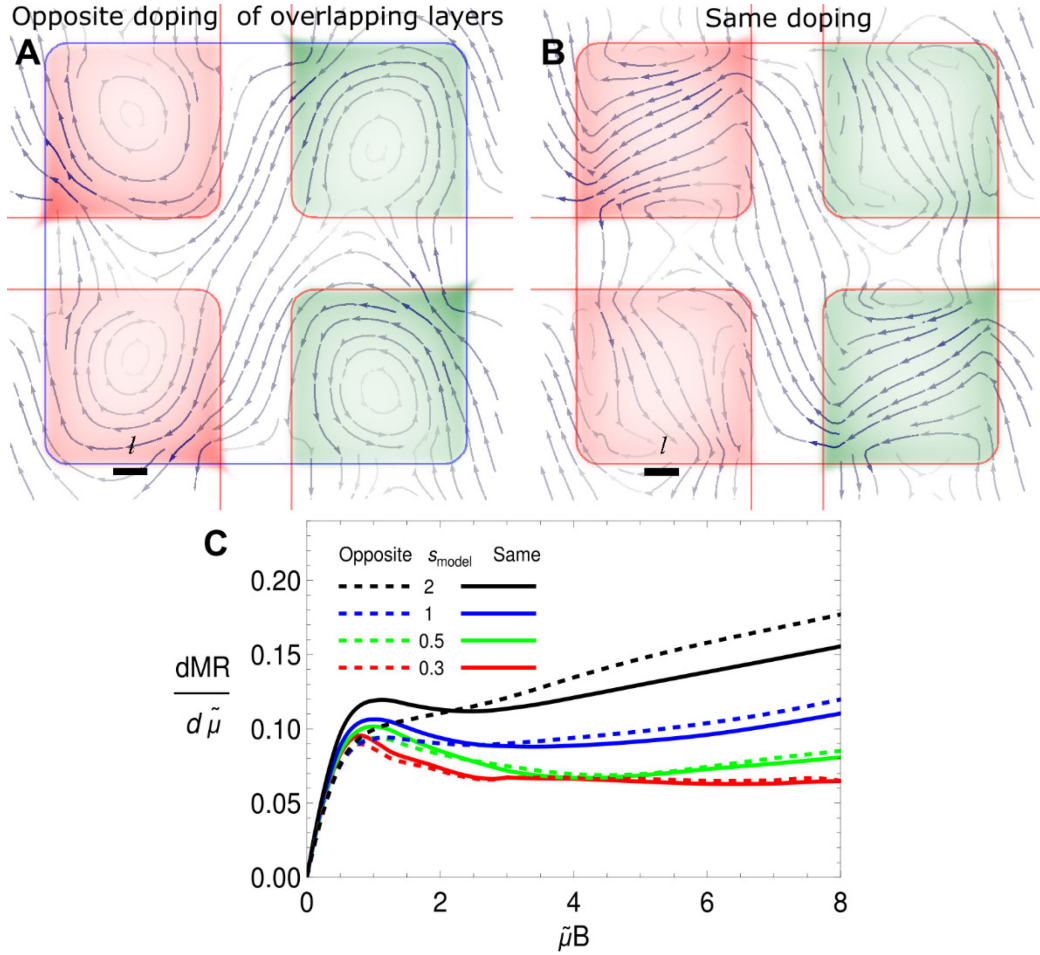 Opposite doping of overlapping layers
Same doping
A
B
l
l
C
Opposite s_model Same
2
1
0.5
0.3
0.20
0.15
0.10
0.05
0.00
dMR
d μ̃
0 2 4 6 8
μ̃B